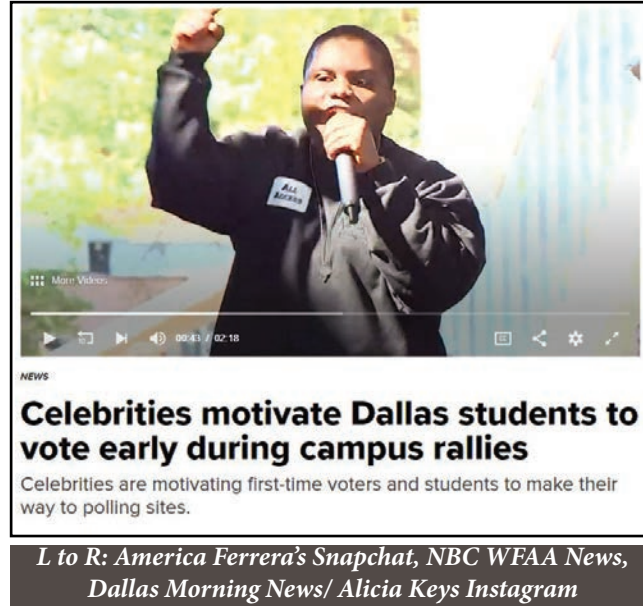 ALL
ACCESS
More Videos
00:43 / 02:18
NEWS
Celebrities motivate Dallas students to
vote early during campus rallies
Celebrities are motivating first-time voters and students to make their
way to polling sites.
L to R: America Ferrera's Snapchat, NBC WFAA News,
Dallas Morning News/ Alicia Keys Instagram